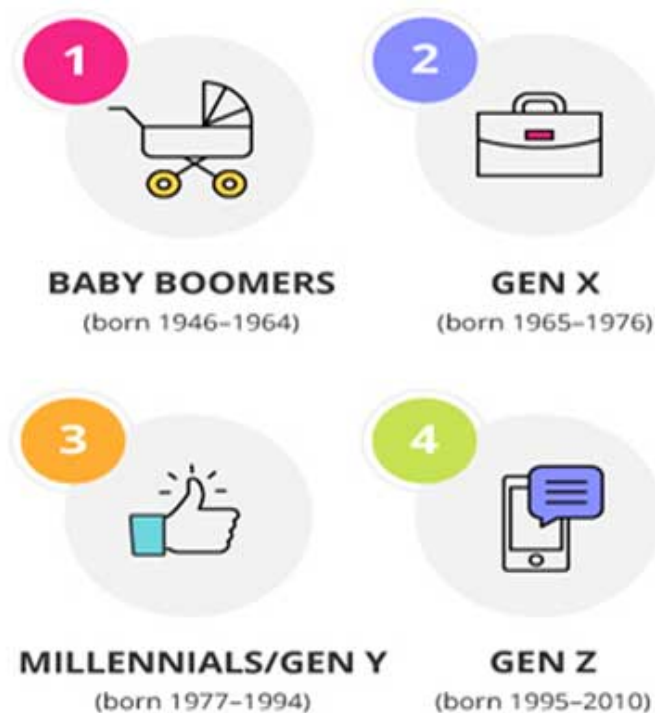 1
BABY BOOMERS
(born 1946–1964)
2
GEN X
(born 1965–1976)
3
MILLENNIALS/GEN Y
(born 1977–1994)
4
GEN Z
(born 1995–2010)